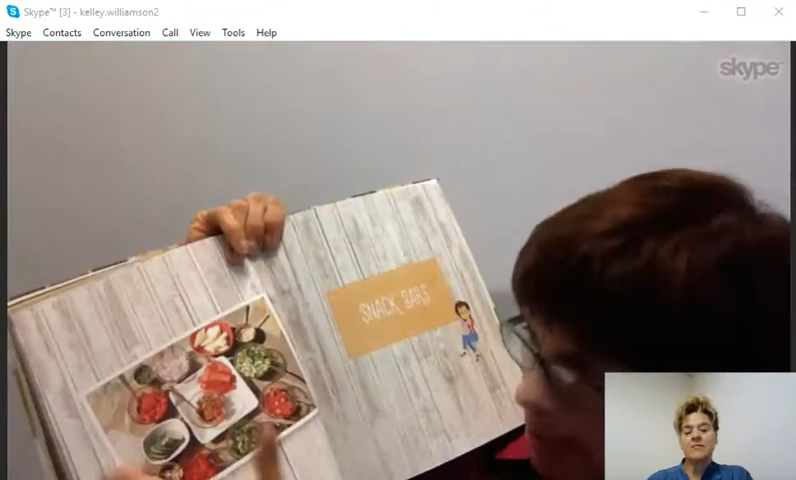 Skype™ [3] - kelley.williamson2
Skype Contacts Conversation Call View Tools Help
skype
SNACK BARS